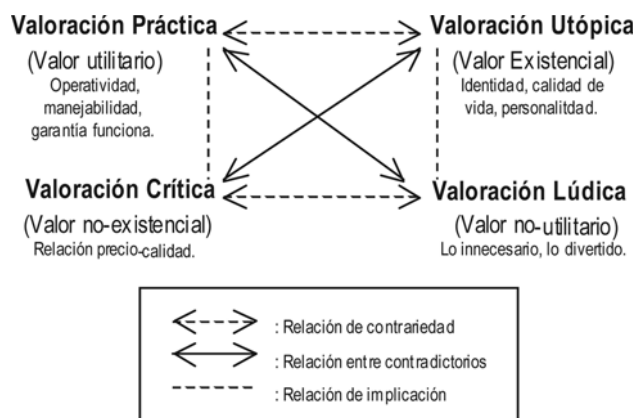 Valoración Práctica
(Valor utilitario)
Operatividad,
manejabilidad,
garantía funciona.
Valoración Utópica
(Valor Existencial)
Identidad, calidad de
vida, personalitdad.
Valoración Crítica
(Valor no-existencial)
Relación precio-calidad.
Valoración Lúdica
(Valor no-utilitario)
Lo innecesario, lo divertido.
: Relación de contrariedad
: Relación entre contradictorios
: Relación de implicación